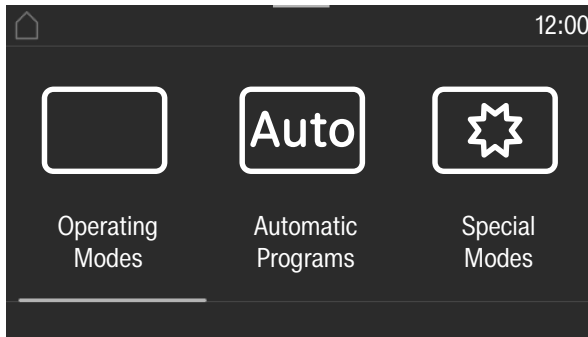 12:00
Auto
Operating
Modes
Automatic
Programs
Special
Modes